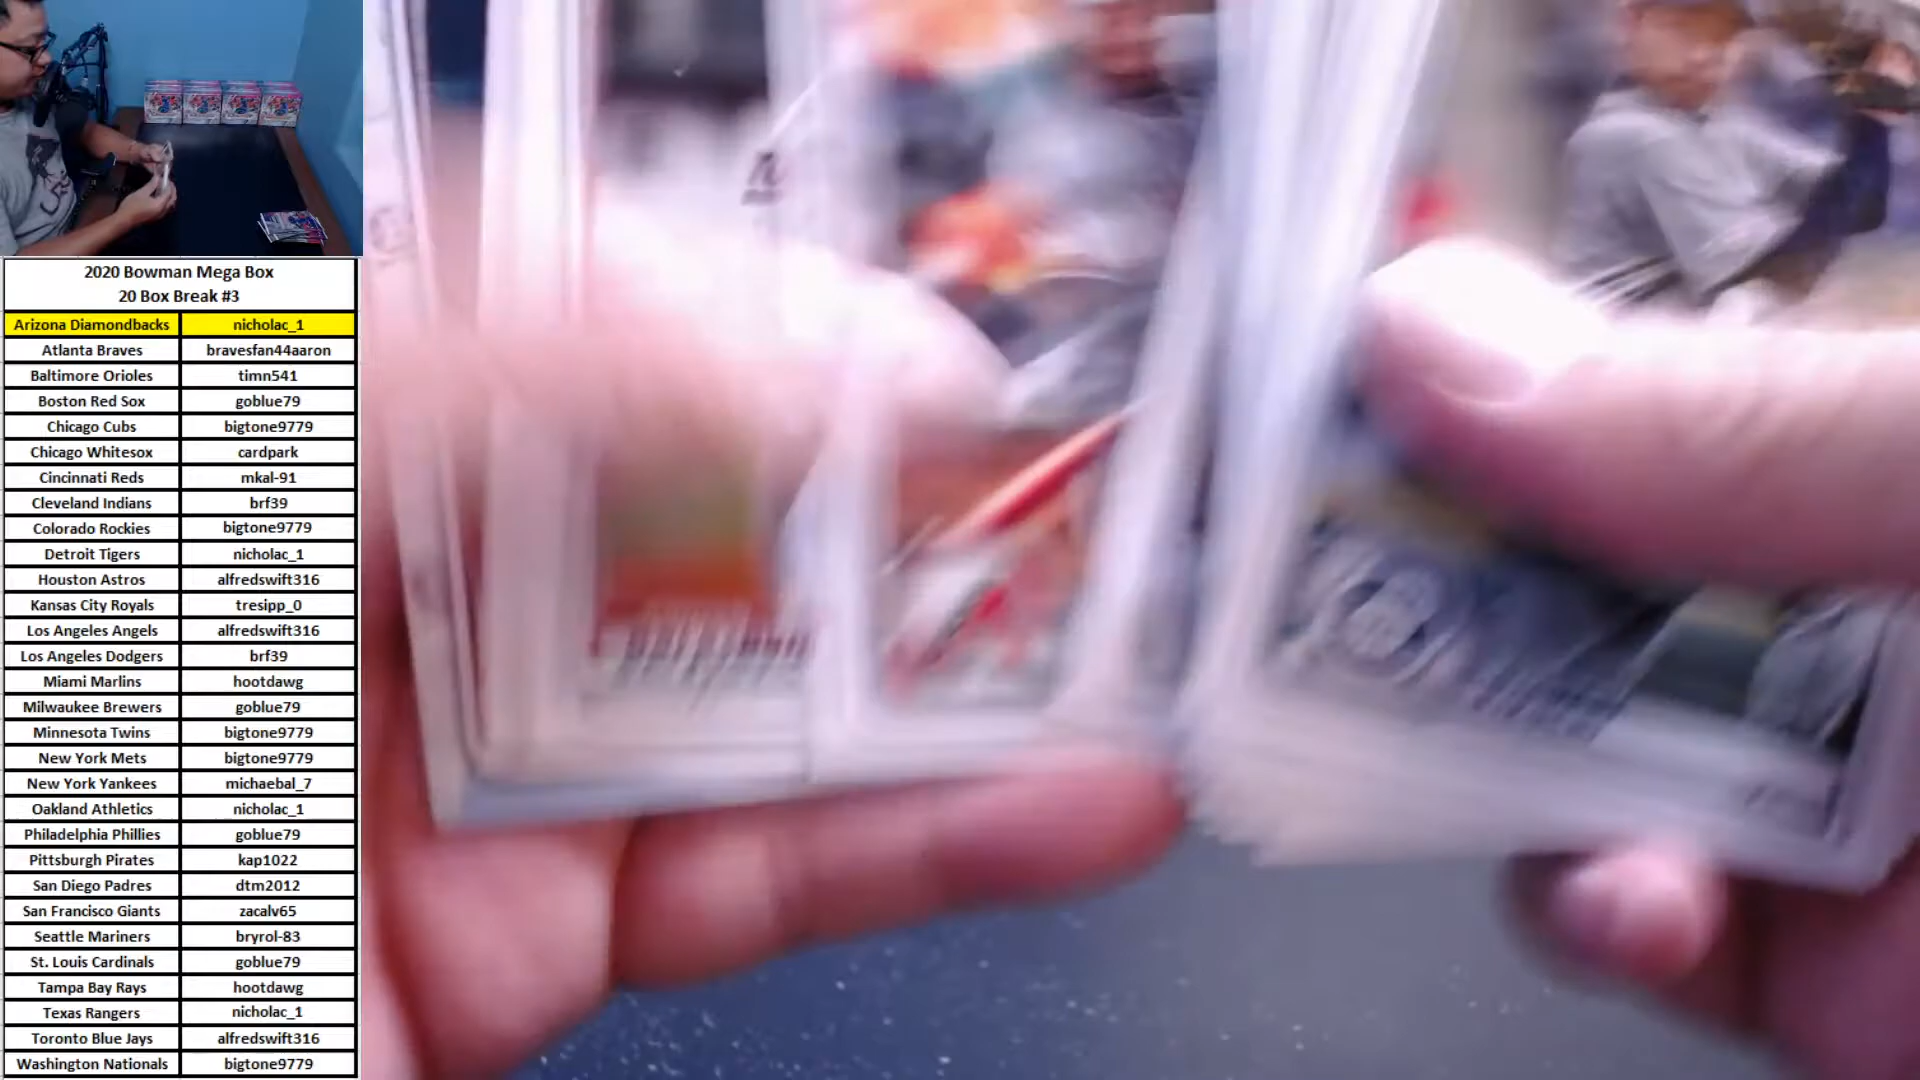 2020 Bowman Mega Box
20 Box Break #3
Arizona Diamondbacks nicholac_1
Atlanta Braves bravesfan44aaron
Baltimore Orioles timn541
Boston Red Sox goblue79
Chicago Cubs bigtone9779
Chicago Whitesox cardpark
Cincinnati Reds mkal-91
Cleveland Indians brf39
Colorado Rockies bigtone9779
Detroit Tigers nicholac_1
Houston Astros alfredswift316
Kansas City Royals tresipp_0
Los Angeles Angels alfredswift316
Los Angeles Dodgers brf39
Miami Marlins hootdawg
Milwaukee Brewers goblue79
Minnesota Twins bigtone9779
New York Mets bigtone9779
New York Yankees michaebal_7
Oakland Athletics nicholac_1
Philadelphia Phillies goblue79
Pittsburgh Pirates kap1022
San Diego Padres dtm2012
San Francisco Giants zacalv65
Seattle Mariners bryrol-83
St. Louis Cardinals goblue79
Tampa Bay Rays hootdawg
Texas Rangers nicholac_1
Toronto Blue Jays alfredswift316
Washington Nationals bigtone9779